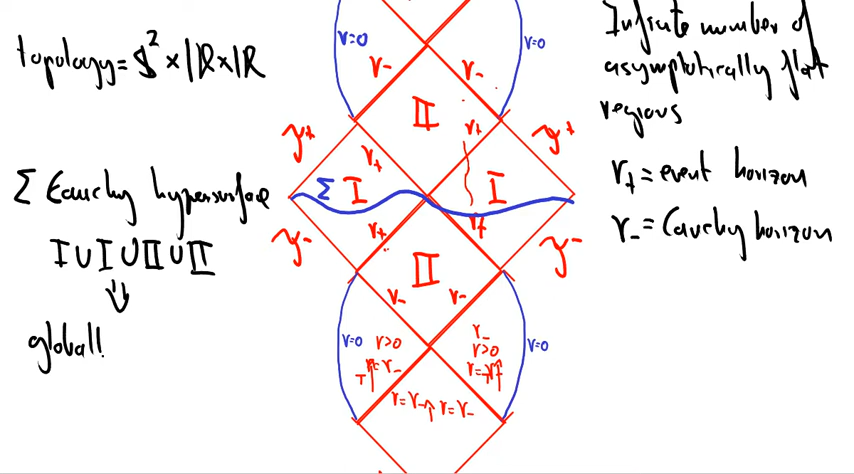 topology = S² × ℝ × ℝ
Σ Cauchy hypersurface
I ∪ I ∪ II ∪ II
⇓
global!
r=0
r=0
r₋
r₋
II
𝒥⁺
r₊
r₊
𝒥⁺
Σ
I
I
𝒥⁻
r₊
r₊
𝒥⁻
II
r₋
r₋
r=0
r>0
r=r₋
r₋
r>0
r=0
r=r₋
r=r₋
Infinite number of
asymptotically flat
regions
r₊ = event horizon
r₋ = Cauchy horizon